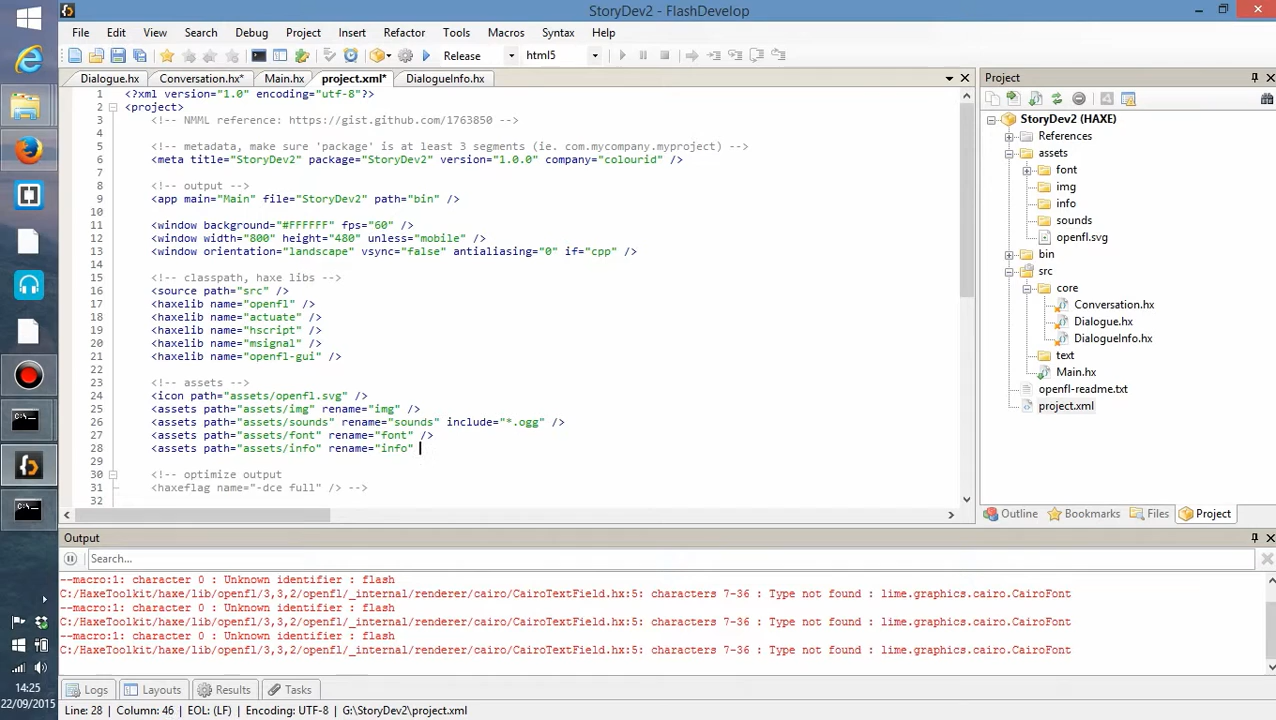 StoryDev2 - FlashDevelop
File Edit View Search Debug Project Insert Refactor Tools Macros Syntax Help
Release html5
Dialogue.hx Conversation.hx* Main.hx project.xml* DialogueInfo.hx
1 <?xml version="1.0" encoding="utf-8"?>
2 <project>
3 <!-- NMML reference: https://gist.github.com/1763850 -->
4
5 <!-- metadata, make sure 'package' is at least 3 segments (ie. com.mycompany.myproject) -->
6 <meta title="StoryDev2" package="StoryDev2" version="1.0.0" company="colourid" />
7
8 <!-- output -->
9 <app main="Main" file="StoryDev2" path="bin" />
10
11 <window background="#FFFFFF" fps="60" />
12 <window width="800" height="480" unless="mobile" />
13 <window orientation="landscape" vsync="false" antialiasing="0" if="cpp" />
14
15 <!-- classpath, haxe libs -->
16 <source path="src" />
17 <haxelib name="openfl" />
18 <haxelib name="actuate" />
19 <haxelib name="hscript" />
20 <haxelib name="msignal" />
21 <haxelib name="openfl-gui" />
22
23 <!-- assets -->
24 <icon path="assets/openfl.svg" />
25 <assets path="assets/img" rename="img" />
26 <assets path="assets/sounds" rename="sounds" include="*.ogg" />
27 <assets path="assets/font" rename="font" />
28 <assets path="assets/info" rename="info"
29
30 <!-- optimize output
31 <haxeflag name="-dce full" /> -->
32
Project
StoryDev2 (HAXE)
References
assets
font
img
info
sounds
openfl.svg
bin
src
core
Conversation.hx
Dialogue.hx
DialogueInfo.hx
text
Main.hx
openfl-readme.txt
project.xml
Outline Bookmarks Files Project
Output
Search...
--macro:1: character 0 : Unknown identifier : flash
C:/HaxeToolkit/haxe/lib/openfl/3,3,2/openfl/_internal/renderer/cairo/CairoTextField.hx:5: characters 7-36 : Type not found : lime.graphics.cairo.CairoFont
--macro:1: character 0 : Unknown identifier : flash
C:/HaxeToolkit/haxe/lib/openfl/3,3,2/openfl/_internal/renderer/cairo/CairoTextField.hx:5: characters 7-36 : Type not found : lime.graphics.cairo.CairoFont
--macro:1: character 0 : Unknown identifier : flash
C:/HaxeToolkit/haxe/lib/openfl/3,3,2/openfl/_internal/renderer/cairo/CairoTextField.hx:5: characters 7-36 : Type not found : lime.graphics.cairo.CairoFont
Logs Layouts Results Tasks
Line: 28 | Column: 46 | EOL: (LF) | Encoding: UTF-8 | G:\StoryDev2\project.xml
14:25
22/09/2015